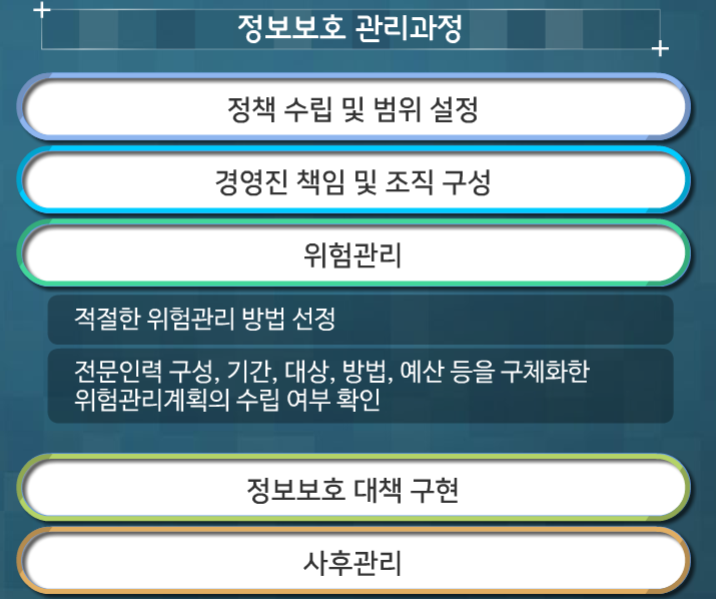 정보보호 관리과정
정책 수립 및 범위 설정
경영진 책임 및 조직 구성
위험관리
적절한 위험관리 방법 선정
전문인력 구성, 기간, 대상, 방법, 예산 등을 구체화한
위험관리계획의 수립 여부 확인
정보보호 대책 구현
사후관리